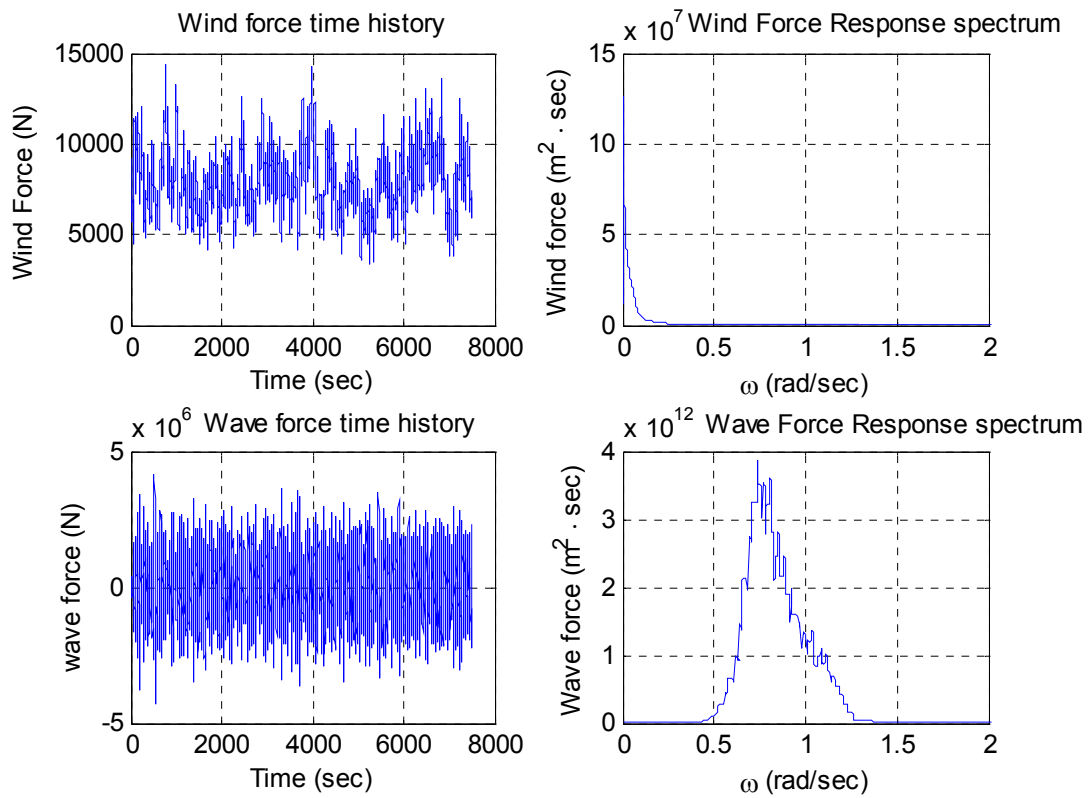 Wind force time history
15000
10000
5000
0
Wind Force (N)
0 2000 4000 6000 8000
Time (sec)
x 10^7 Wind Force Response spectrum
15
10
5
0
Wind force (m² · sec)
0 0.5 1 1.5 2
ω (rad/sec)
x 10^6 Wave force time history
5
0
-5
wave force (N)
0 2000 4000 6000 8000
Time (sec)
x 10^12 Wave Force Response spectrum
4
3
2
1
0
Wave force (m² · sec)
0 0.5 1 1.5 2
ω (rad/sec)